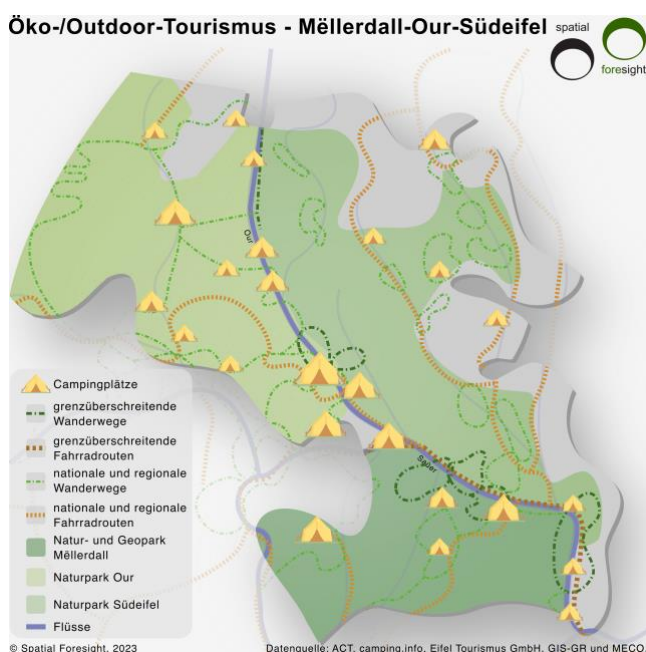 Öko-/Outdoor-Tourismus - Mëllerdall-Our-Südeifel
spatial
foresight
Our
Sauer
Campingplätze
grenzüberschreitende
Wanderwege
grenzüberschreitende
Fahrradrouten
nationale und regionale
Wanderwege
nationale und regionale
Fahrradrouten
Natur- und Geopark
Mëllerdall
Naturpark Our
Naturpark Südeifel
Flüsse
© Spatial Foresight, 2023
Datenquelle: ACT, camping.info, Eifel Tourismus GmbH, GIS-GR und MECO.